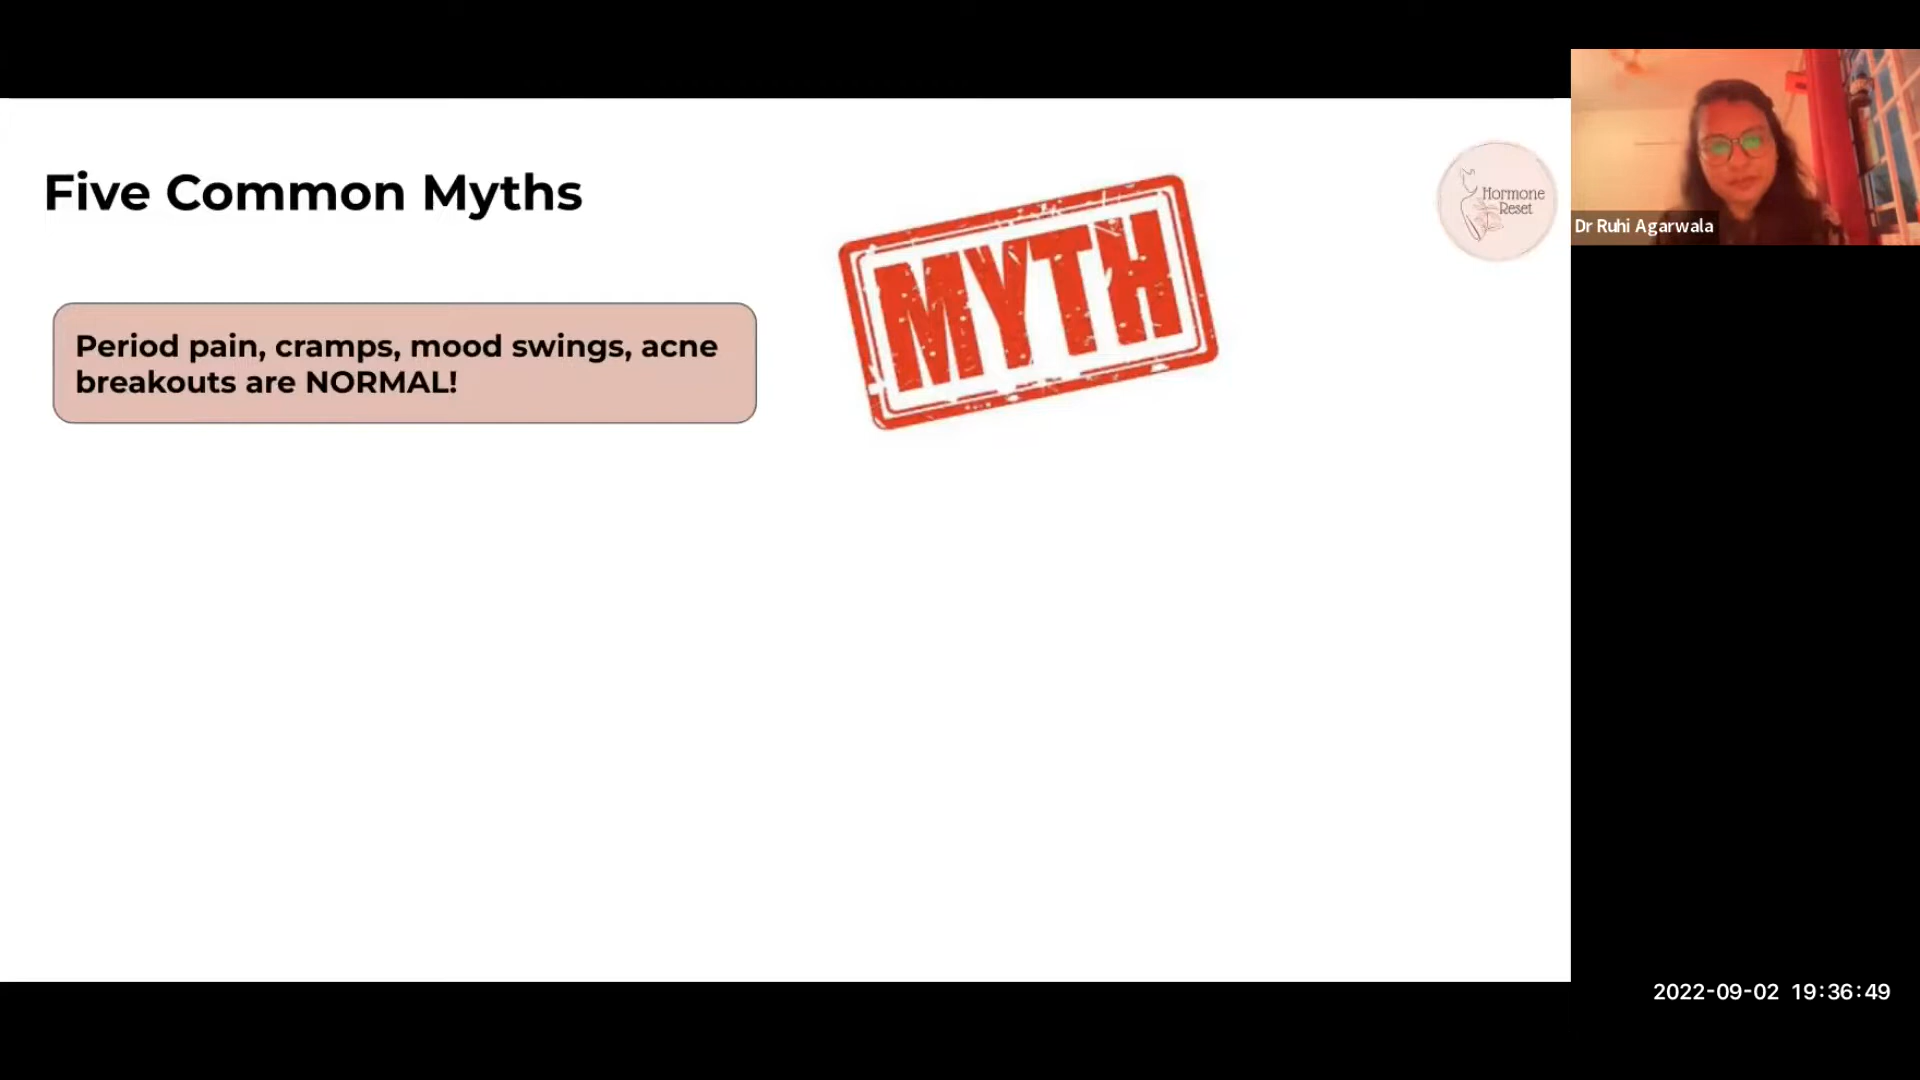 Five Common Myths
MYTH
Hormone
Reset
Dr Ruhi Agarwala
Period pain, cramps, mood swings, acne
breakouts are NORMAL!
2022-09-02 19:36:49